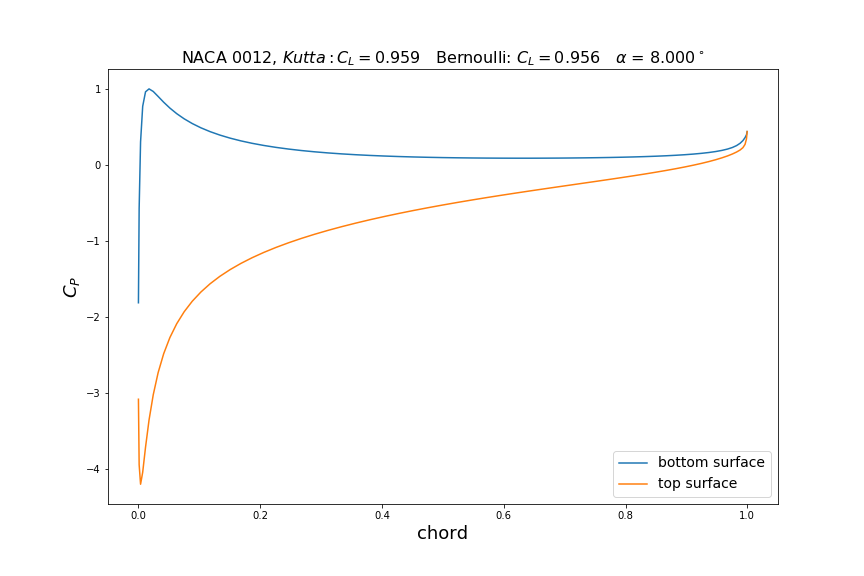 NACA 0012, Kutta : C_L = 0.959 Bernoulli: C_L = 0.956 α = 8.000°
1
0
−1
−2
−3
−4
C_P
0.0 0.2 0.4 0.6 0.8 1.0
chord
bottom surface
top surface